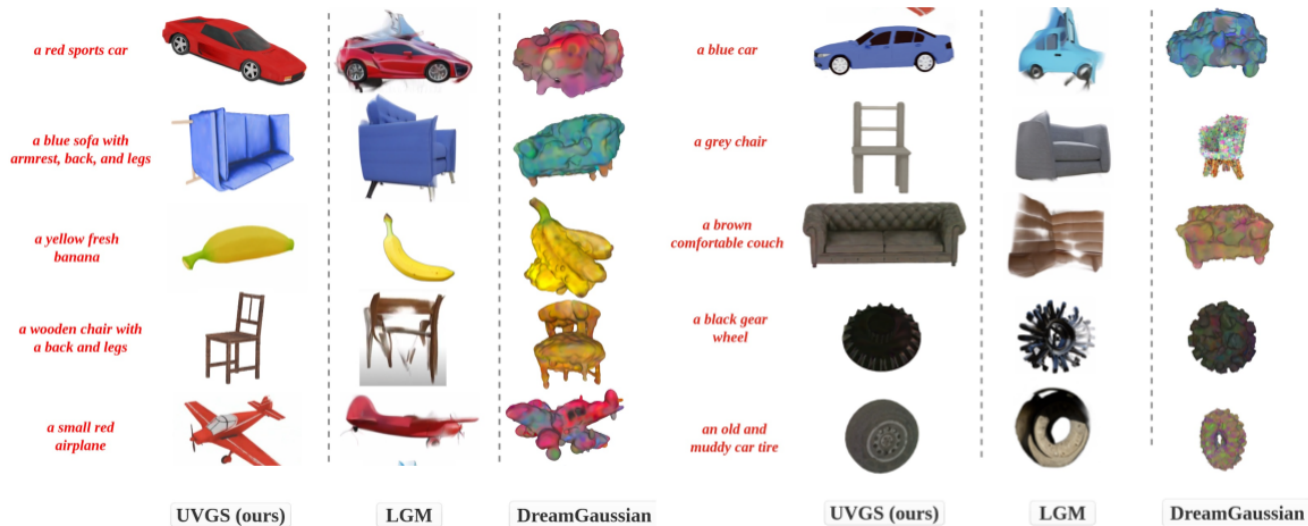 a red sports car
a blue sofa with
armrest, back, and legs
a yellow fresh
banana
a wooden chair with
a back and legs
a small red
airplane
UVGS (ours)
LGM
DreamGaussian
a blue car
a grey chair
a brown
comfortable couch
a black gear
wheel
an old and
muddy car tire
UVGS (ours)
LGM
DreamGaussian